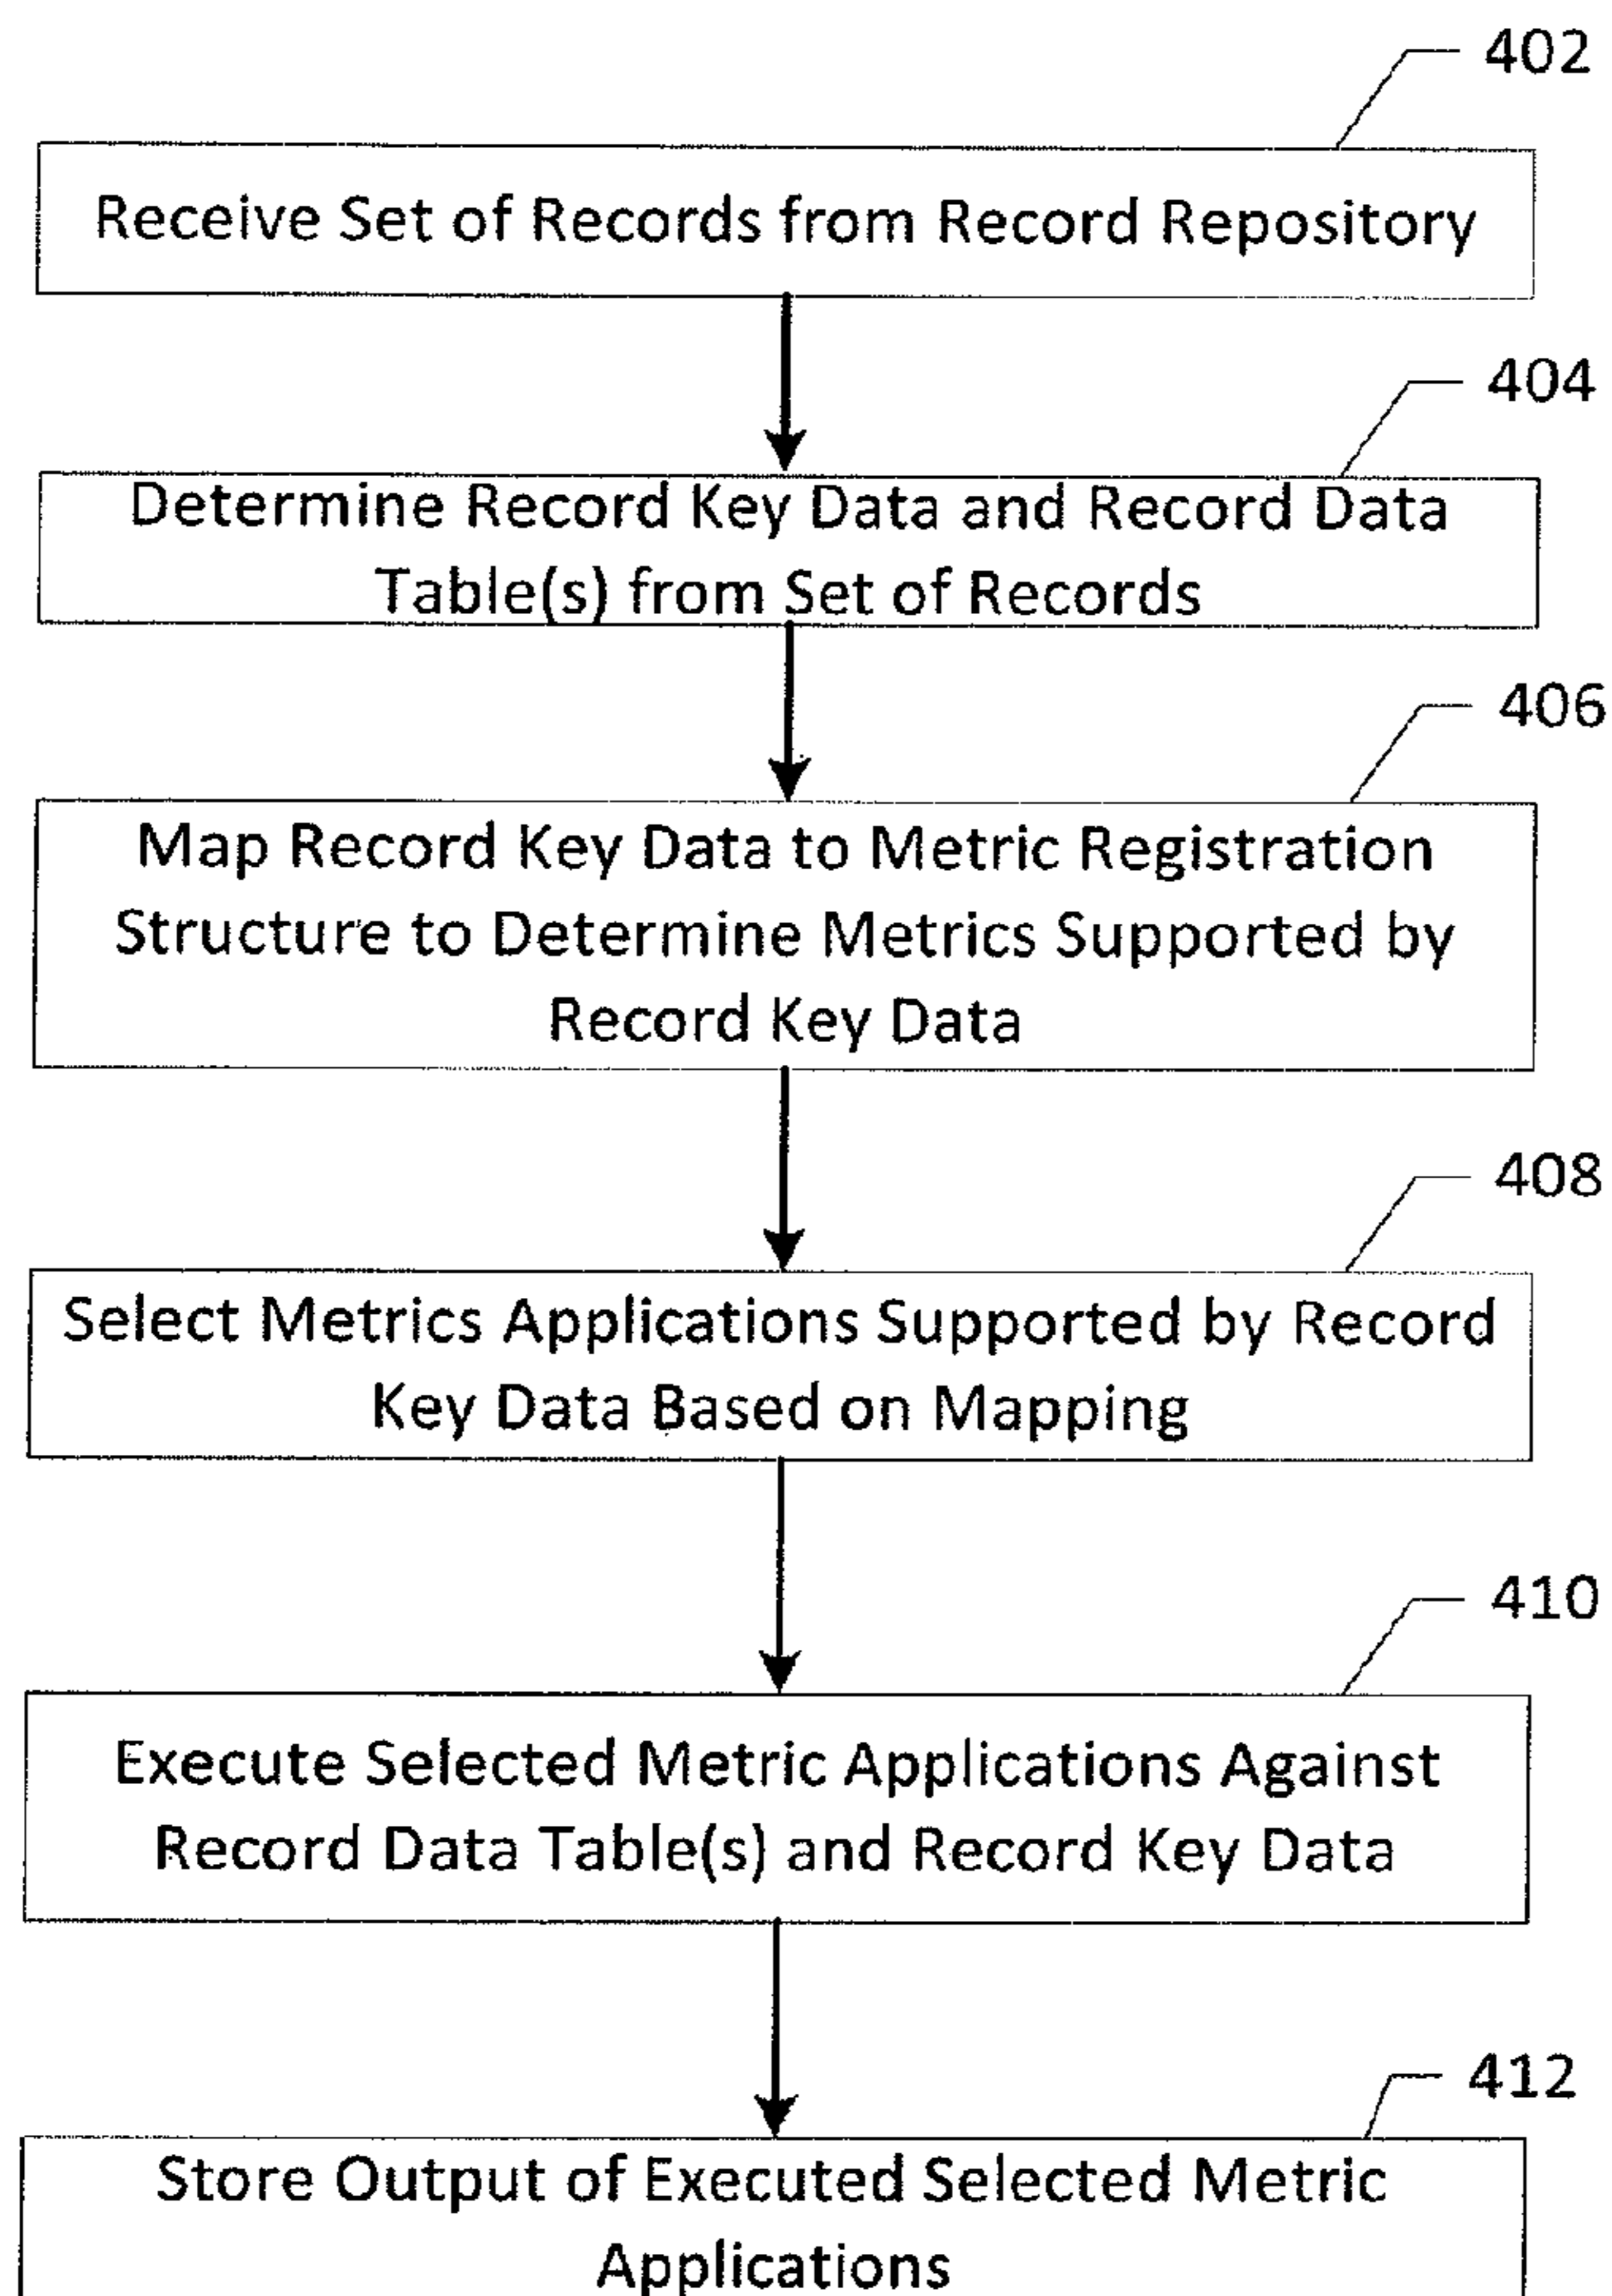 402
Receive Set of Records from Record Repository
404
Determine Record Key Data and Record Data
Table(s) from Set of Records
406
Map Record Key Data to Metric Registration
Structure to Determine Metrics Supported by
Record Key Data
408
Select Metrics Applications Supported by Record
Key Data Based on Mapping
410
Execute Selected Metric Applications Against
Record Data Table(s) and Record Key Data
412
Store Output of Executed Selected Metric
Applications